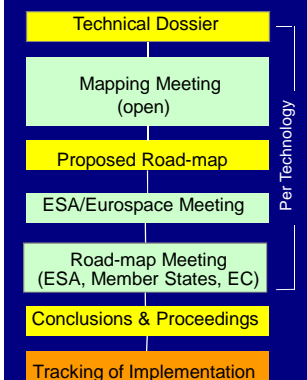 Technical Dossier
Mapping Meeting
(open)
Proposed Road-map
ESA/Eurospace Meeting
Road-map Meeting
(ESA, Member States, EC)
Conclusions & Proceedings
Tracking of Implementation
Per Technology